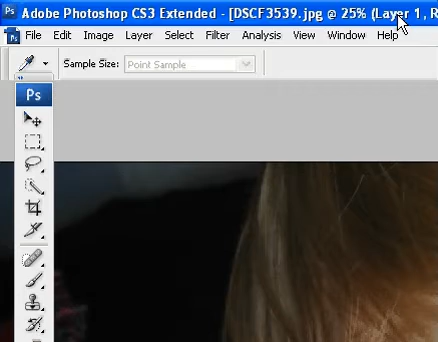 Ps Adobe Photoshop CS3 Extended - [DSCF3539.jpg @ 25% (Layer 1, R
Ps File Edit Image Layer Select Filter Analysis View Window Help
Sample Size: Point Sample
Ps